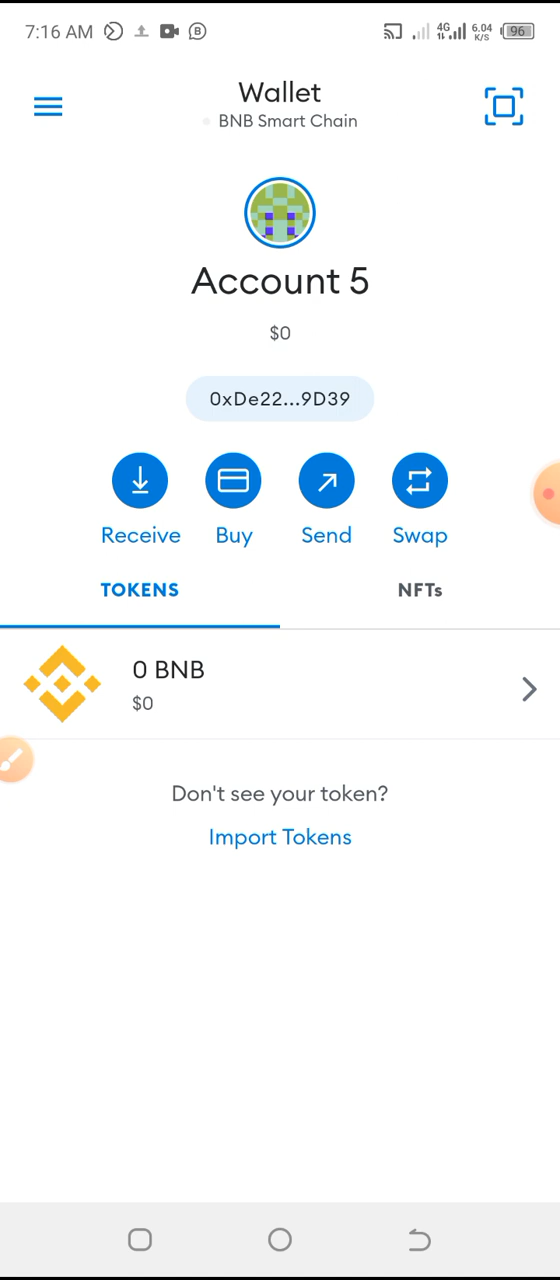 7:16 AM
4G
6.04
K/S
96
Wallet
BNB Smart Chain
Account 5
$0
0xDe22...9D39
Receive
Buy
Send
Swap
TOKENS
NFTs
0 BNB
$0
Don't see your token?
Import Tokens